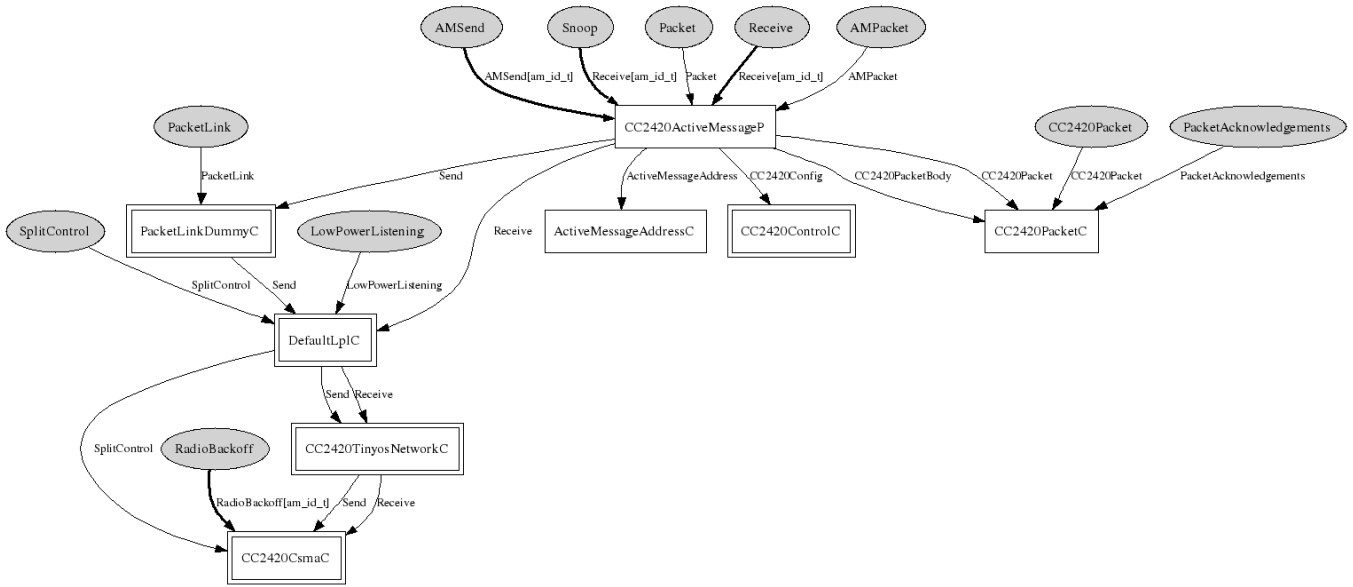 AMSend
Snoop
Packet
Receive
AMPacket
AMSend[am_id_t]
Receive[am_id_t]
Packet
Receive[am_id_t]
AMPacket
PacketLink
CC2420ActiveMessageP
CC2420Packet
PacketAcknowledgements
PacketLink
Send
ActiveMessageAddress
CC2420Config
CC2420PacketBody
CC2420Packet
CC2420Packet
PacketAcknowledgements
SplitControl
PacketLinkDummyC
LowPowerListening
Receive
ActiveMessageAddressC
CC2420ControlC
CC2420PacketC
SplitControl
Send
LowPowerListening
DefaultLplC
Send
Receive
SplitControl
RadioBackoff
CC2420TinyosNetworkC
RadioBackoff[am_id_t]
Send
Receive
CC2420CsmaC